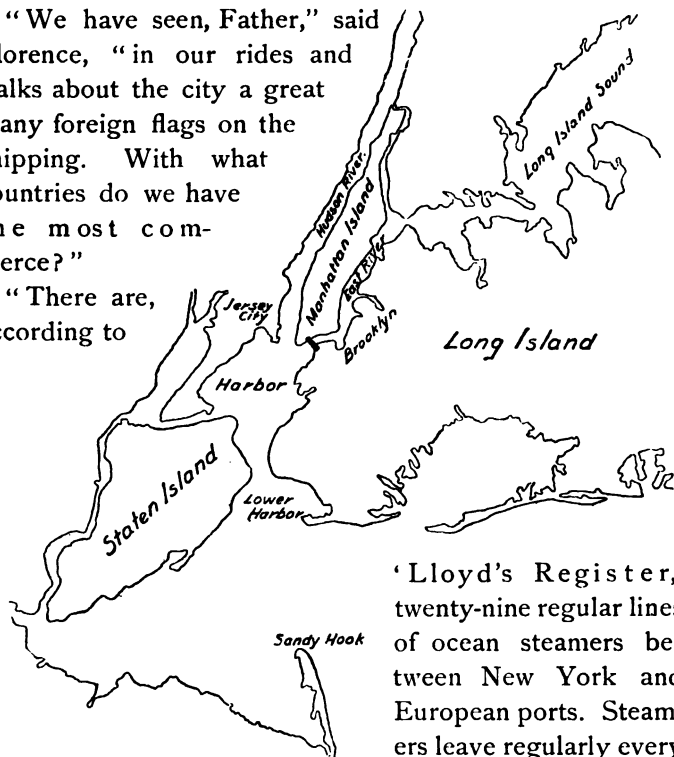 “We have seen, Father,” said
lorence, “in our rides and
alks about the city a great
any foreign flags on the
hipping. With what
ountries do we have
he most com-
erce?”
“There are,
ccording to
Long Island Sound
Hudson River.
Manhattan Island
East River
Jersey
City
Brooklyn
Long Island
Harbor
Staten Island
Lower
Harbor
Sandy Hook
‘Lloyd's Register,
twenty-nine regular lines
of ocean steamers be
tween New York and
European ports. Steam
ers leave regularly every